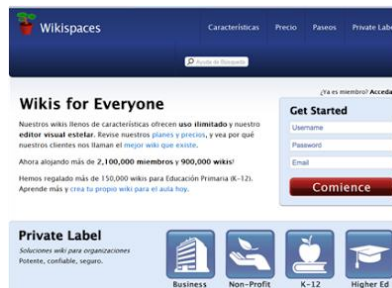 Wikispaces
Características Precio Paseos Private Labe
Ayuda de Búsqueda
¿Ya es miembro? Acceda
Wikis for Everyone
Nuestros wikis llenos de características ofrecen uso ilimitado y nuestro
editor visual estelar. Revise nuestros planes y precios, y vea por qué
nuestros clientes nos llaman el mejor wiki que existe.
Ahora alojando más de 2,100,000 miembros y 900,000 wikis!
Hemos regalado más de 150,000 wikis para Educación Primaria (K-12).
Aprende más y crea tu propio wiki para el aula hoy.
Get Started
Username
Password
Email
Comience
Private Label
Soluciones wiki para organizaciones
Potente, confiable, seguro.
Business Non-Profit K-12 Higher Ed